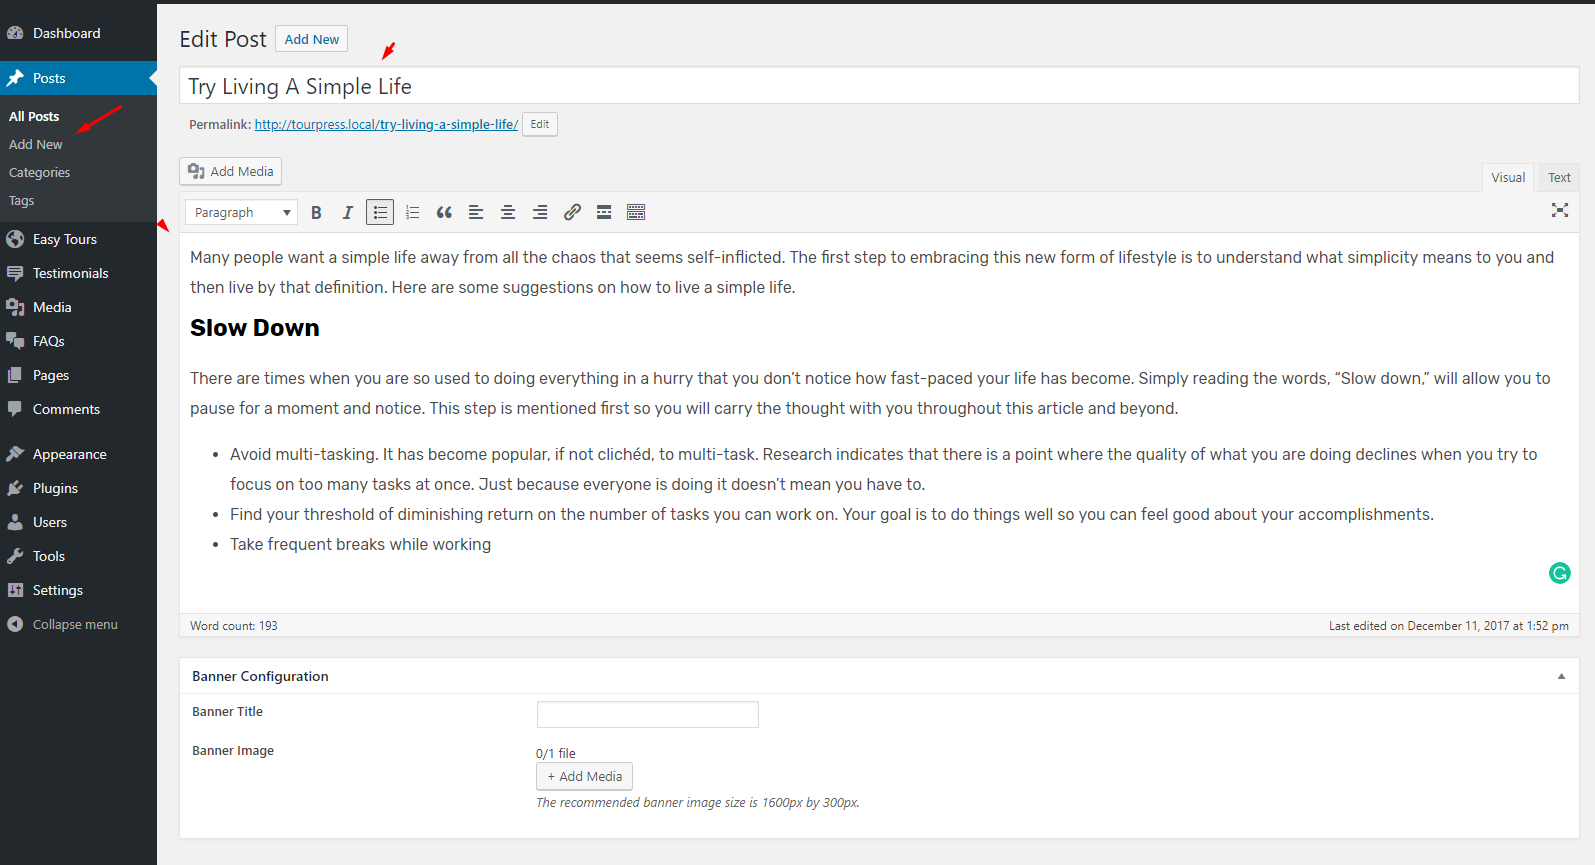 Dashboard
Posts
All Posts
Add New
Categories
Tags
Easy Tours
Testimonials
Media
FAQs
Pages
Comments
Appearance
Plugins
Users
Tools
Settings
Collapse menu
Edit Post Add New
Try Living A Simple Life
Permalink: http://tourpress.local/try-living-a-simple-life/ Edit
Add Media
Visual Text
Paragraph B I
Many people want a simple life away from all the chaos that seems self-inflicted. The first step to embracing this new form of lifestyle is to understand what simplicity means to you and
then live by that definition. Here are some suggestions on how to live a simple life.
Slow Down
There are times when you are so used to doing everything in a hurry that you don’t notice how fast-paced your life has become. Simply reading the words, “Slow down,” will allow you to
pause for a moment and notice. This step is mentioned first so you will carry the thought with you throughout this article and beyond.
• Avoid multi-tasking. It has become popular, if not clichéd, to multi-task. Research indicates that there is a point where the quality of what you are doing declines when you try to
focus on too many tasks at once. Just because everyone is doing it doesn’t mean you have to.
• Find your threshold of diminishing return on the number of tasks you can work on. Your goal is to do things well so you can feel good about your accomplishments.
• Take frequent breaks while working
Word count: 193
Last edited on December 11, 2017 at 1:52 pm
Banner Configuration
Banner Title
Banner Image
0/1 file
+ Add Media
The recommended banner image size is 1600px by 300px.